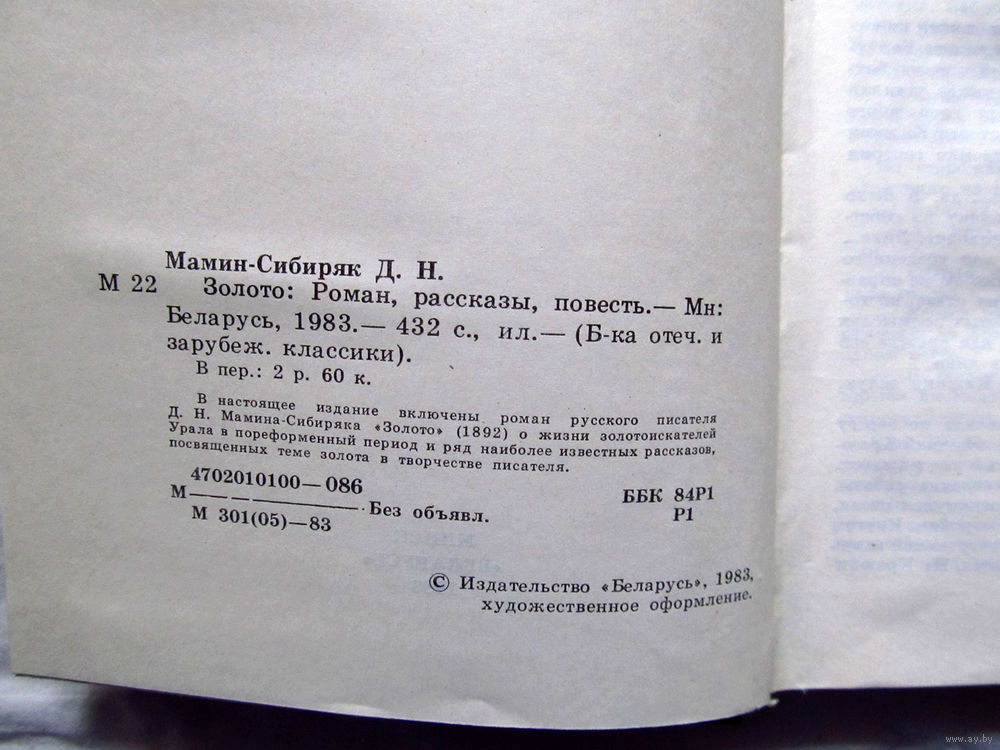 Мамин-Сибиряк Д. Н.
М 22 Золото: Роман, рассказы, повесть.— Мн:
Беларусь, 1983.— 432 с., ил.— (Б-ка отеч. и
зарубеж. классики).
В пер.: 2 р. 60 к.
В настоящее издание включены роман русского писателя
Д. Н. Мамина-Сибиряка «Золото» (1892) о жизни золотоискателей
Урала в пореформенный период и ряд наиболее известных рассказов,
посвященных теме золота в творчестве писателя.
4702010100—086
М———— Без объявл.
М 301(05)—83
ББК 84Р1
Р1
© Издательство «Беларусь», 1983,
художественное оформление.
www.ay.by